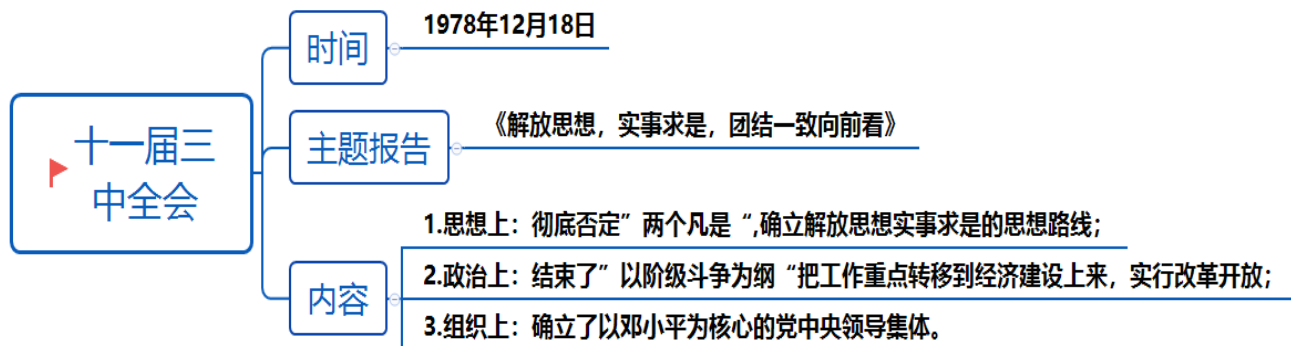 十一届三
中全会
时间
1978年12月18日
主题报告
《解放思想，实事求是，团结一致向前看》
内容
1.思想上：彻底否定”两个凡是“,确立解放思想实事求是的思想路线；
2.政治上：结束了”以阶级斗争为纲“把工作重点转移到经济建设上来，实行改革开放；
3.组织上：确立了以邓小平为核心的党中央领导集体。